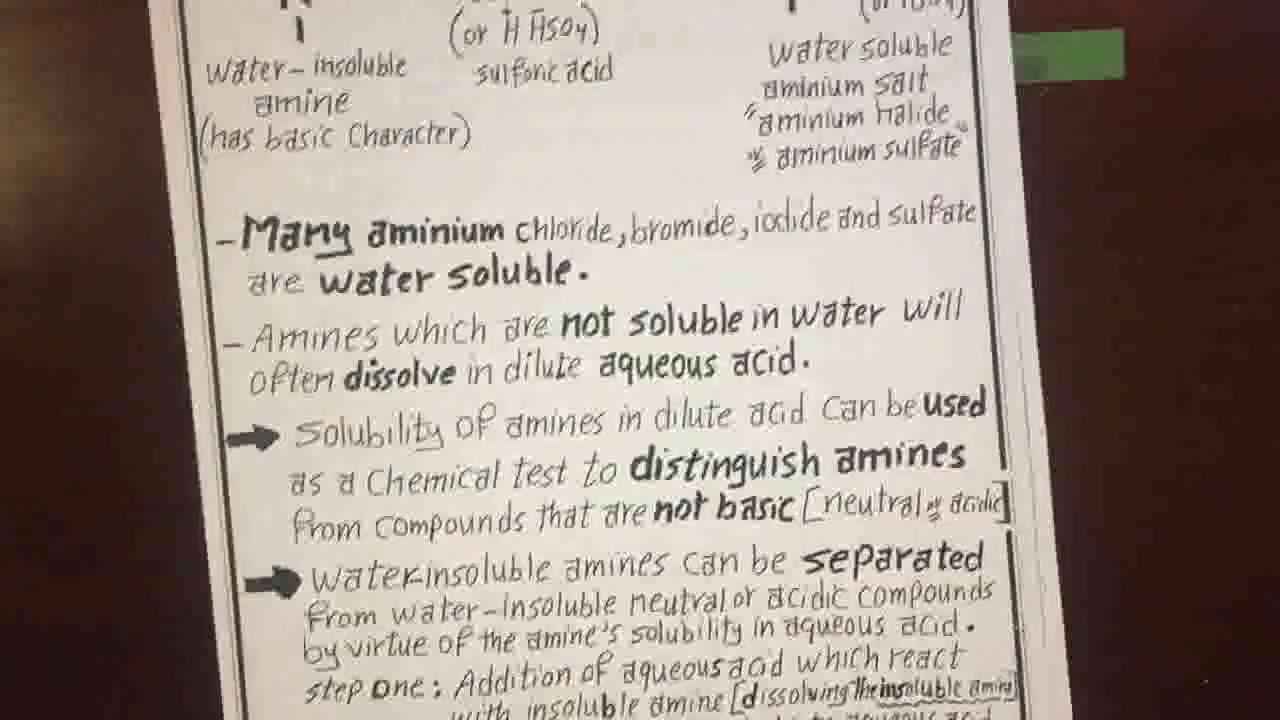 (or H HSO4)
water-insoluble
sulfonic acid
amine
(has basic Character)
water soluble
aminium salt
"aminium halide
or aminium sulfate"
- Many aminium chloride, bromide, iodide and sulfate
are water soluble.
- Amines which are not soluble in water will
often dissolve in dilute aqueous acid.
➡ Solubility of amines in dilute acid can be used
as a chemical test to distinguish amines
from compounds that are not basic [neutral or acidic]
➡ water-insoluble amines can be separated
from water-insoluble neutral or acidic compounds
by virtue of the amine's solubility in aqueous acid.
step one: Addition of aqueous acid which react
with insoluble amine [dissolving the insoluble amine]
aqueous acid